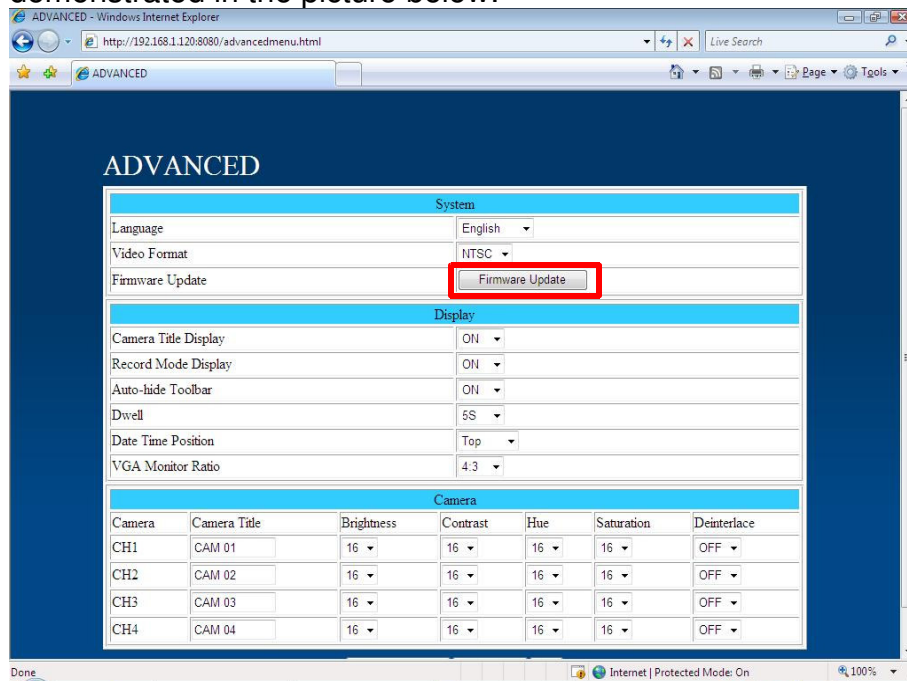 demonstrated in the picture below.
ADVANCED - Windows Internet Explorer
http://192.168.1.120:8080/advancedmenu.html Live Search
ADVANCED Page Tools
ADVANCED
System
Language English
Video Format NTSC
Firmware Update Firmware Update
Display
Camera Title Display ON
Record Mode Display ON
Auto-hide Toolbar ON
Dwell 5S
Date Time Position Top
VGA Monitor Ratio 4:3
Camera
Camera Camera Title Brightness Contrast Hue Saturation Deinterlace
CH1 CAM 01 16 16 16 16 OFF
CH2 CAM 02 16 16 16 16 OFF
CH3 CAM 03 16 16 16 16 OFF
CH4 CAM 04 16 16 16 16 OFF
Done Internet | Protected Mode: On 100%